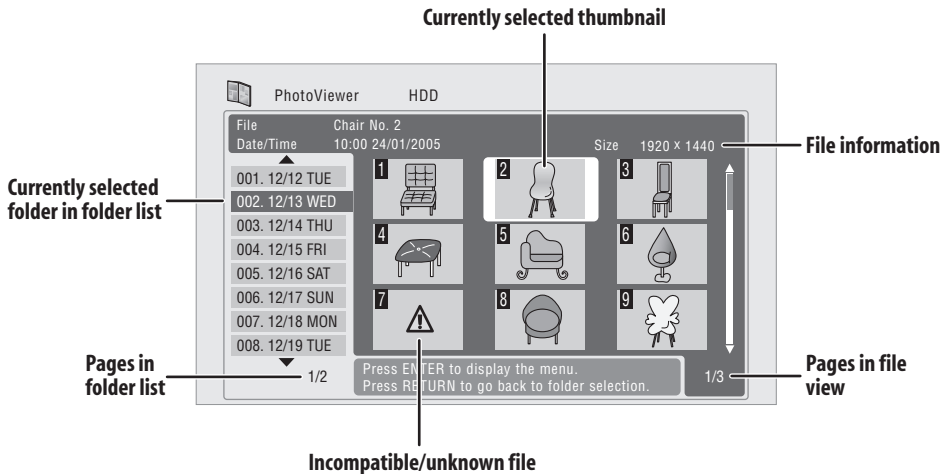 Currently selected thumbnail
PhotoViewer HDD
File Chair No. 2
Date/Time 10:00 24/01/2005 Size 1920 x 1440
File information
Currently selected
folder in folder list
001. 12/12 TUE
002. 12/13 WED
003. 12/14 THU
004. 12/15 FRI
005. 12/16 SAT
006. 12/17 SUN
007. 12/18 MON
008. 12/19 TUE
1 2 3
4 5 6
7 8 9
Pages in
folder list
1/2
Press ENTER to display the menu.
Press RETURN to go back to folder selection.
1/3
Pages in file
view
Incompatible/unknown file